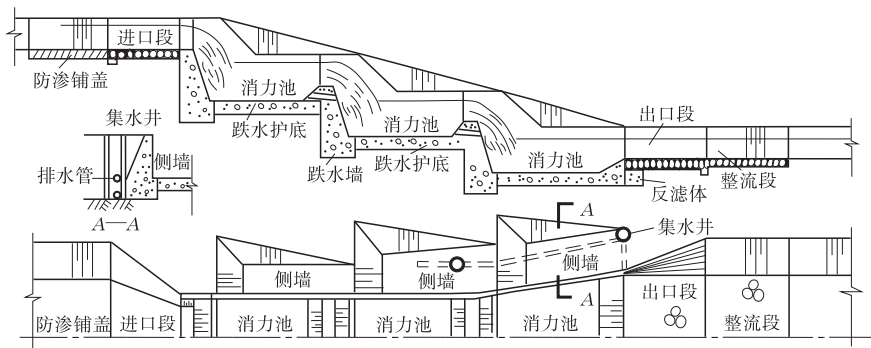 进口段
防渗铺盖
消力池
集水井
跌水护底
消力池
出口段
排水管
侧墙
跌水墙
跌水护底
消力池
反滤体
整流段
A—A
A
集水井
侧墙
侧墙
侧墙
A
出口段
防渗铺盖
进口段
消力池
消力池
消力池
整流段